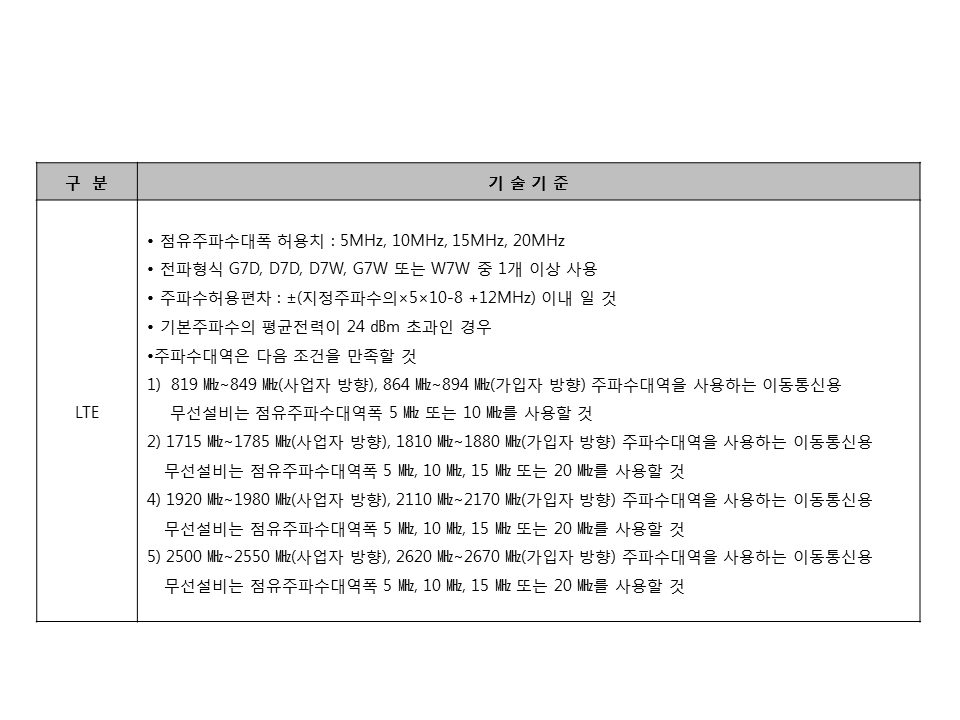 구 분
기 술 기 준
LTE
• 점유주파수대폭 허용치 : 5MHz, 10MHz, 15MHz, 20MHz
• 전파형식 G7D, D7D, D7W, G7W 또는 W7W 중 1개 이상 사용
• 주파수허용편차 : ±(지정주파수의×5×10-8 +12MHz) 이내 일 것
• 기본주파수의 평균전력이 24 ㏈m 초과인 경우
•주파수대역은 다음 조건을 만족할 것
1) 819 ㎒~849 ㎒(사업자 방향), 864 ㎒~894 ㎒(가입자 방향) 주파수대역을 사용하는 이동통신용
무선설비는 점유주파수대역폭 5 ㎒ 또는 10 ㎒를 사용할 것
2) 1715 ㎒~1785 ㎒(사업자 방향), 1810 ㎒~1880 ㎒(가입자 방향) 주파수대역을 사용하는 이동통신용
무선설비는 점유주파수대역폭 5 ㎒, 10 ㎒, 15 ㎒ 또는 20 ㎒를 사용할 것
4) 1920 ㎒~1980 ㎒(사업자 방향), 2110 ㎒~2170 ㎒(가입자 방향) 주파수대역을 사용하는 이동통신용
무선설비는 점유주파수대역폭 5 ㎒, 10 ㎒, 15 ㎒ 또는 20 ㎒를 사용할 것
5) 2500 ㎒~2550 ㎒(사업자 방향), 2620 ㎒~2670 ㎒(가입자 방향) 주파수대역을 사용하는 이동통신용
무선설비는 점유주파수대역폭 5 ㎒, 10 ㎒, 15 ㎒ 또는 20 ㎒를 사용할 것